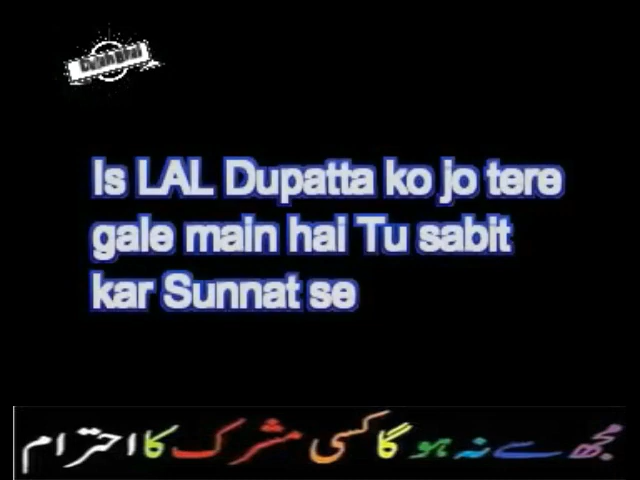 Is LAL Dupatta ko jo tere
gale main hai Tu sabit
kar Sunnat se
مجھ سے نہ ہو گا کسی مشرک کا احترام